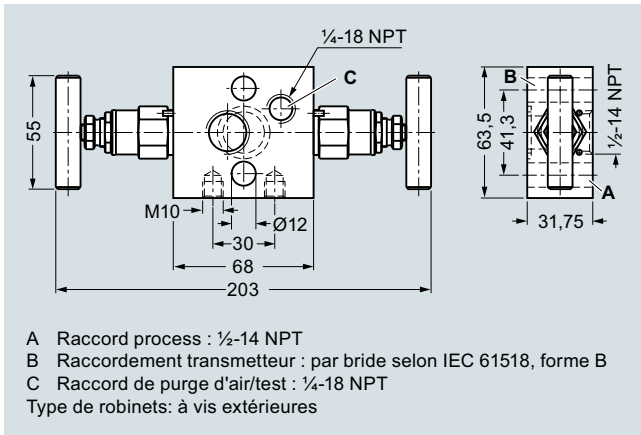 ¼-18 NPT
C
B
55
63,5
41,3
½-14 NPT
A
M10
Ø12
30
31,75
68
203
A Raccord process : ½-14 NPT
B Raccordement transmetteur : par bride selon IEC 61518, forme B
C Raccord de purge d'air/test : ¼-18 NPT
Type de robinets: à vis extérieures